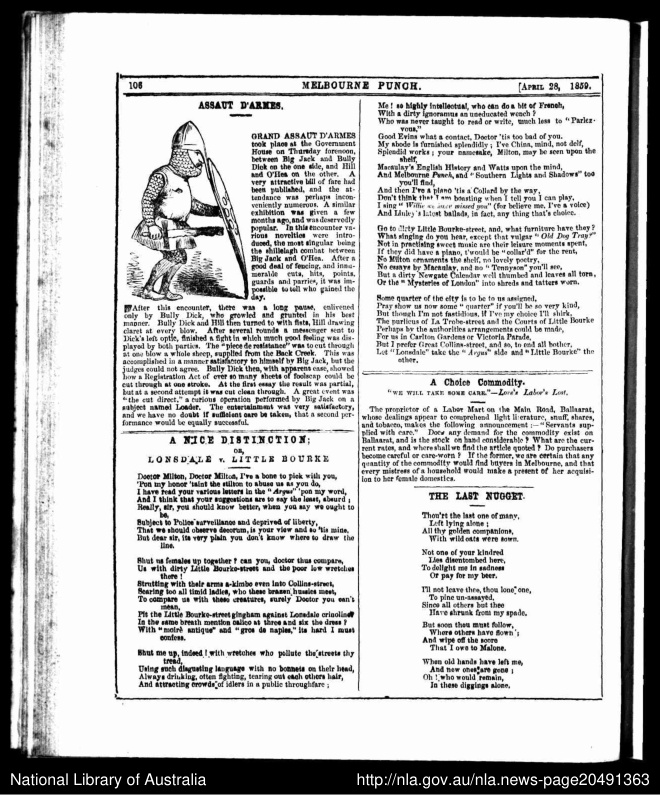 106
MELBOURNE PUNCH.
[APRIL 28, 1859.
ASSAUT D'ARMES.
GRAND ASSAUT D'ARMES
took place at the Government
House on Thursday forenoon,
between Big Jack and Bully
Dick on the one side, and Hill
and O'Hea on the other. A
very attractive bill of fare had
been published, and the at-
tendance was perhaps incon-
veniently numerous. A similar
exhibition was given a few
months ago, and was deservedly
popular. In this encounter va-
rious novelties were intro-
duced, the most singular being
the shilleiagh combat between
Big Jack and O'Hea. After a
good deal of fencing, and innu-
merable cuts, hits, points,
guards and parries, it was im-
possible to tell who gained the
day.
After this encounter, there was a long pause, enlivened
only by Bully Dick, who growled and grunted in his best
manner. Bully Dick and Hill then turned to with fists, Hill drawing
claret at every blow. After several rounds a messenger sent to
Dick's left optic, finished a fight in which much good feeling was dis-
played by both parties. The "piece de resistance" was to cut through
at one blow a whole sheep, supplied from the Back Creek. This was
accomplished in a manner satisfactory to himself by Big Jack, but the
judges could not agree. Bully Dick then, with apparent ease, showed
how a Registration Act of over so many sheets of foolscap could be
cut through at one stroke. At the first essay the result was partial,
but at a second attempt it was cut clean through. A great event was
"the cut direct," a curious operation performed by Big Jack on a
subject named Loader. The entertainment was very satisfactory,
and we have no doubt if sufficient care be taken, that a second per-
formance would be equally successful.
A NICE DISTINCTION;
OR,
LONSDALE v. LITTLE BOURKE
Doctor Milton, Doctor Milton, I've a bone to pick with you,
'Pon my honor 'taint the stilton to abuse us as you do,
I have read your various letters in the "Argus" 'pon my word,
And I think that your suggestions are to say the least, absurd;
Really, sir, you should know better, when you say we ought to
be,
Subject to Police surveillance and deprived of liberty,
That we should observe decorum, is your view and so 'tis mine.
But dear sir, its very plain you don't know where to draw the
line.
Shut us females up together? can you, doctor thus compare,
Us with dirty Little Bourke-street and the poor low wretches
there!
Strutting with their arms a-kimbo even into Collins-street,
Scaring too all timid ladies, who these brazen hussies meet,
To compare us with these creatures, surely Doctor you can't
mean,
Pit the Little Bourke-street gingham against Lonsdale crinoline
In the same breath mention calico at three and six the dress?
With "moirè antique" and "gros de naples," its hard I must
confess.
Shut me up, indeed! with wretches who pollute the streets thy
tread,
Using such disgusting language with no bonnets on their head,
Always drinking, often fighting, tearing out each others hair,
And attracting crowds of idlers in a public throughfare;
Me! so highly intellectual, who can do a bit of French,
With a dirty ignoramus an uneducated wench?
Who was never taught to read or write, much less to "Parlez-
vous,"
Good Evins what a contact, Doctor 'tis too bad of you.
My abode is furnished splendidly; I've China, mind, not delf,
Splendid works; your namesake, Milton, may be seen upon the
shelf,
Macaulay's English History and Watts upon the mind,
And Melbourne Punch, and "Southern Lights and Shadows" too
you'll find,
And then I've a piano 'tis a Collard by the way,
Don't think that I am boasting when I tell you I can play,
I sing "Willie we have missed you" (for believe me, I've a voice)
And Linley's latest ballads, in fact, any thing that's choice.
Go to dirty Little Bourke-street, and, what furniture have they?
What singing do you hear, except that vulgar "Old Dog Tray?"
Not in practising sweet music are their leisure moments spent,
If they did have a piano, t'would be "collar'd" for the rent,
No Milton ornaments the shelf, no lovely poetry,
No essays by Macaulay, and no "Tennyson" you'll see,
But a dirty Newgate Calendar well thumbed and leaves all torn,
Or the "Mysteries of London" into shreds and tatters worn.
Some quarter of the city is to be to us assigned,
Pray show us now some "quarter" if you'll be so very kind,
But though I'm not fastidious, if I've my choice I'll shirk,
The purlieus of La Trobe-street and the Courts of Little Bourke
Perhaps by the authorities arrangements could be made,
For us in Carlton Gardens or Victoria Parade,
But I prefer Great Collins-street, and so, to end all bother,
Let "Lonsdale" take the "Argus" side and "Little Bourke" the
other.
A Choice Commodity.
"WE WILL TAKE SOME CARE."—Love's Labor's Lost.
The proprietor of a Labor Mart on the Main Road, Ballaarat,
whose dealings appear to comprehend light literature, snuff, shares,
and tobacco, makes the following announcement:—"Servants sup-
plied with care." Does any demand for the commodity exist on
Ballaarat, and is the stock on hand considerable? What are the cur-
rent rates, and where shall we find the article quoted? Do purchasers
become careful or care-worn? If the former, we are certain that any
quantity of the commodity would find buyers in Melbourne, and that
every mistress of a household would make a present of her acquisi-
ion to her female domestics.
THE LAST NUGGET.
Thou'rt the last one of many,
Left lying alone;
All thy golden companions,
With wild oats were sown.
Not one of your kindred
Lies disentombed here,
To delight me in sadness
Or pay for my beer.
I'll not leave thee, thou lone one,
To pine un-assayed,
Since all others but thee
Have shrunk from my spade.
But soon thou must follow,
Where others have flown;
And wipe off the score
That I owe to Malone.
When old hands have left me,
And new ones are gone;
Oh! who would remain,
In these diggings alone.
National Library of Australia
http://nla.gov.au/nla.news-page20491363